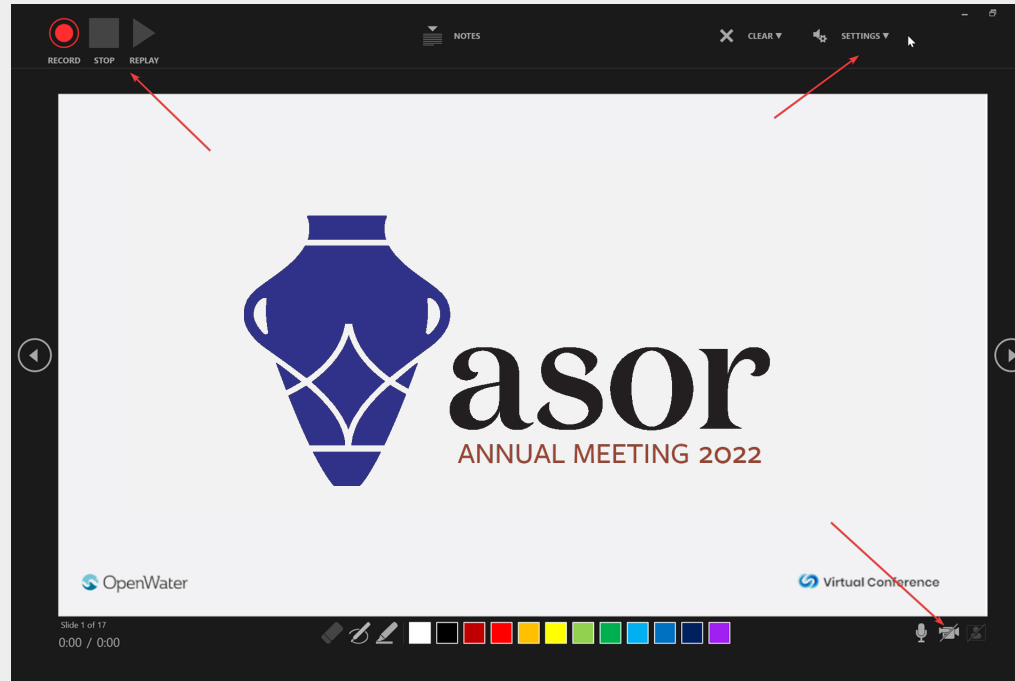 NOTES
CLEAR ▼
SETTINGS ▼
RECORD STOP REPLAY
asor
ANNUAL MEETING 2022
OpenWater
Virtual Conference
Slide 1 of 17
0:00 / 0:00